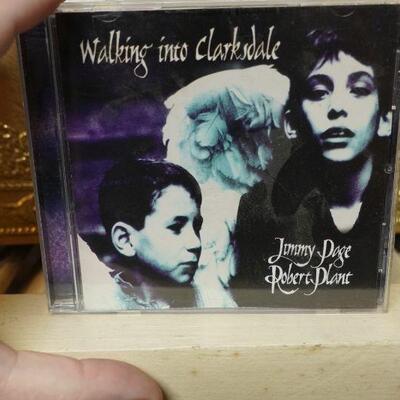 Walking into Clarksdale
Jimmy Page
Robert Plant